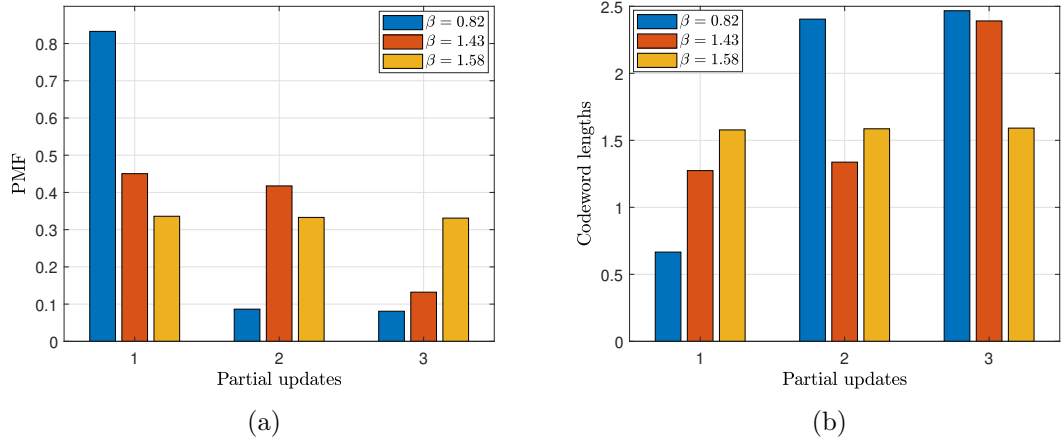 0.8
0.7
0.6
0.5
0.4
0.3
0.2
0.1
0
PMF
β = 0.82
β = 1.43
β = 1.58
1 2 3
Partial updates
(a)
2.5
2
1.5
1
0.5
0
Codeword lengths
β = 0.82
β = 1.43
β = 1.58
1 2 3
Partial updates
(b)